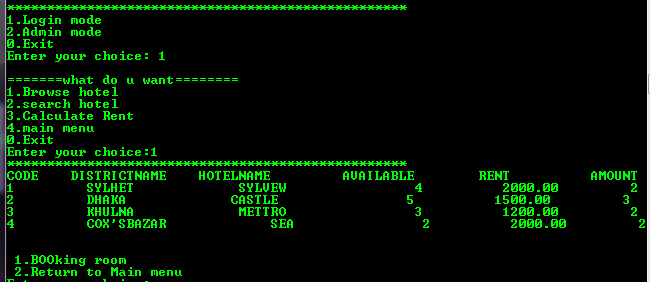 **************************************************
1.Login mode
2.Admin mode
0.Exit
Enter your choice: 1
=======what do u want========
1.Browse hotel
2.search hotel
3.Calculate Rent
4.main menu
0.Exit
Enter your choice:1
**************************************************
CODE DISTRICTNAME HOTELNAME AVAILABLE RENT AMOUNT
1 SYLHET SYLVEW 4 2000.00 2
2 DHAKA CASTLE 5 1500.00 3
3 KHULNA METTRO 3 1200.00 2
4 COX'SBAZAR SEA 2 2000.00 2
1.BOOking room
2.Return to Main menu